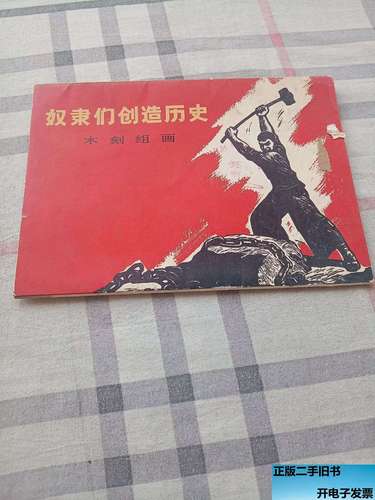 奴隶们创造历史
木刻组画
正版二手旧书
开电子发票